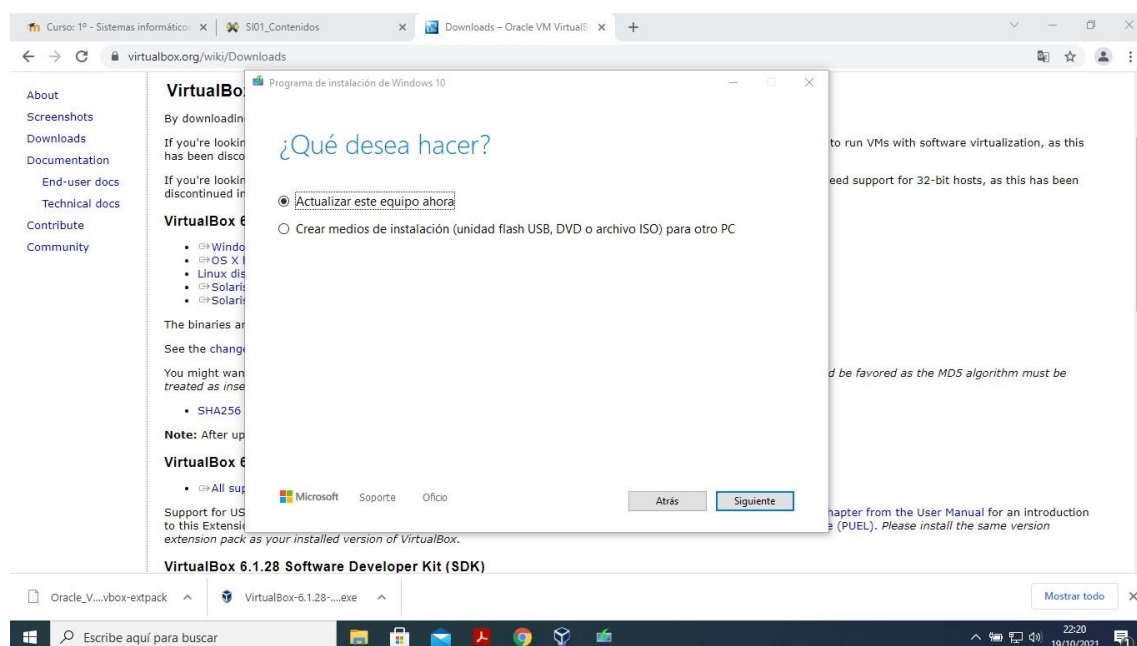 Curso: 1º - Sistemas informático
SI01_Contenidos
Downloads – Oracle VM VirtualB
virtualbox.org/wiki/Downloads
About
Screenshots
Downloads
Documentation
End-user docs
Technical docs
Contribute
Community
VirtualBo
By downloadin
If you're lookin
to run VMs with software virtualization, as this
has been disco
If you're lookin
eed support for 32-bit hosts, as this has been
discontinued in
VirtualBox 6
Windo
OS X
Linux dis
Solaris
Solaris
The binaries ar
See the change
You might wan
d be favored as the MD5 algorithm must be
treated as inse
SHA256
Note: After up
VirtualBox 6
All sup
Support for US
hapter from the User Manual for an introduction
to this Extensio
e (PUEL). Please install the same version
extension pack as your installed version of VirtualBox.
VirtualBox 6.1.28 Software Developer Kit (SDK)
Programa de instalación de Windows 10
¿Qué desea hacer?
Actualizar este equipo ahora
Crear medios de instalación (unidad flash USB, DVD o archivo ISO) para otro PC
Microsoft Soporte Oficio
Atrás Siguiente
Oracle_V....vbox-extpack
VirtualBox-6.1.28-....exe
Mostrar todo
Escribe aquí para buscar
22:20
19/10/2021